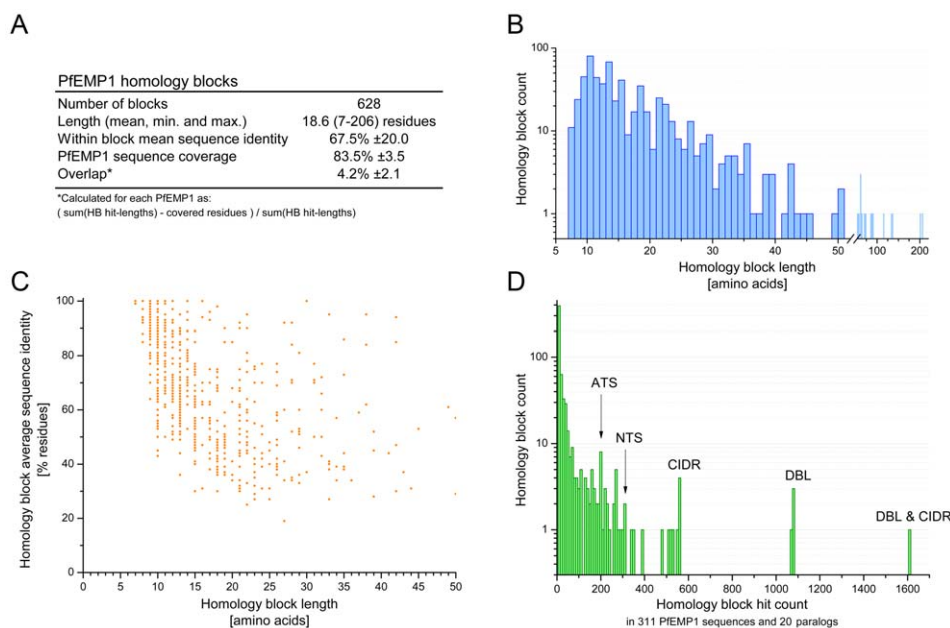 A
PfEMP1 homology blocks
Number of blocks 628
Length (mean, min. and max.) 18.6 (7-206) residues
Within block mean sequence identity 67.5% ±20.0
PfEMP1 sequence coverage 83.5% ±3.5
Overlap* 4.2% ±2.1
*Calculated for each PfEMP1 as:
( sum(HB hit-lengths) - covered residues ) / sum(HB hit-lengths)
B
Homology block count
100
10
1
5 10 20 30 40 50 100 200
Homology block length
[amino acids]
C
Homology block average sequence identity
[% residues]
100
80
60
40
20
0
0 5 10 15 20 25 30 35 40 45 50
Homology block length
[amino acids]
D
Homology block count
100
10
1
ATS
NTS
CIDR
DBL
DBL & CIDR
0 200 400 600 800 1000 1200 1400 1600
Homology block hit count
in 311 PfEMP1 sequences and 20 paralogs